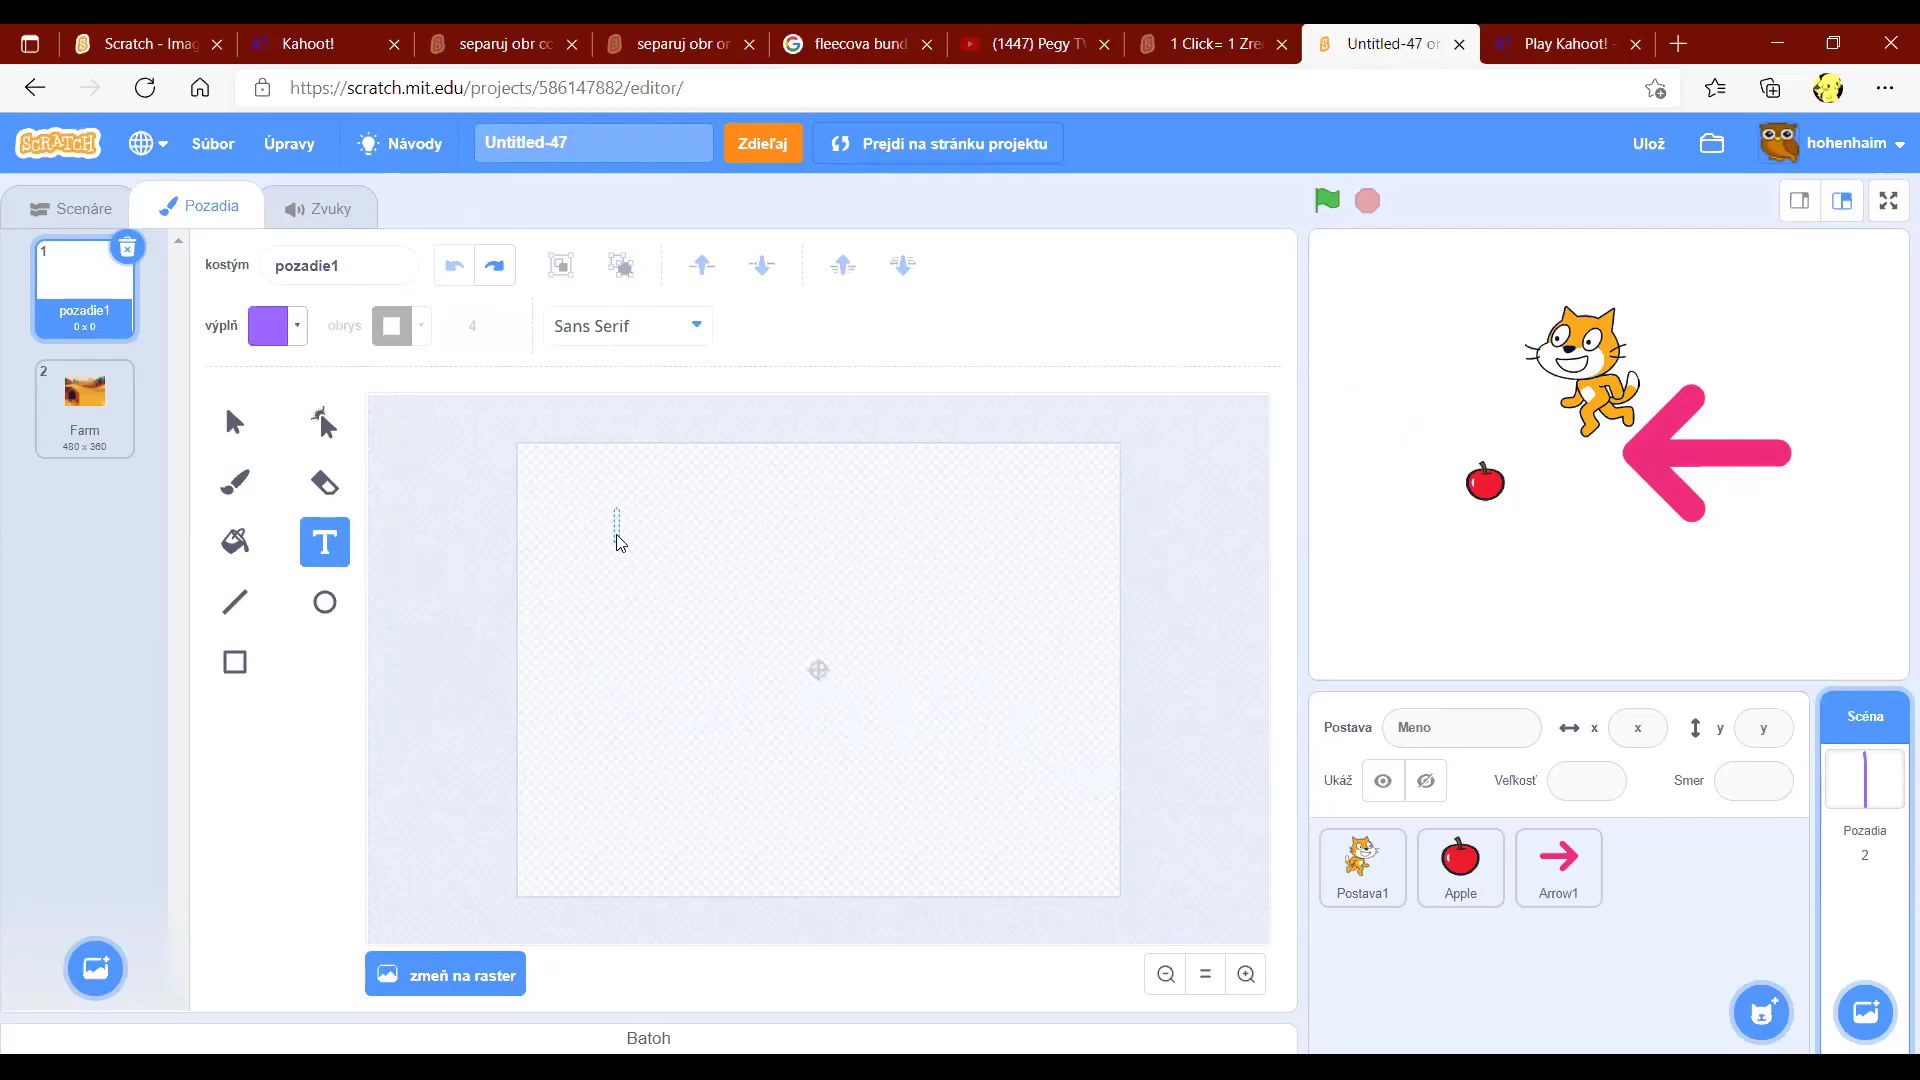 Scratch - Imag
Kahoot!
separuj obr co
separuj obr or
fleecova bund
(1447) Pegy TV
1 Click= 1 Zre
Untitled-47 or
Play Kahoot! -
https://scratch.mit.edu/projects/586147882/editor/
SCRATCH
Súbor
Úpravy
Návody
Untitled-47
Zdieľaj
Prejdi na stránku projektu
Ulož
hohenhaim
Scenáre
Pozadia
Zvuky
1
pozadie1
0 x 0
2
Farm
480 x 360
kostým
pozadie1
výplň
obrys
4
Sans Serif
T
zmeň na raster
Batoh
Postava
Meno
x
x
y
y
Ukáž
Veľkosť
Smer
Postava1
Apple
Arrow1
Scéna
Pozadia
2